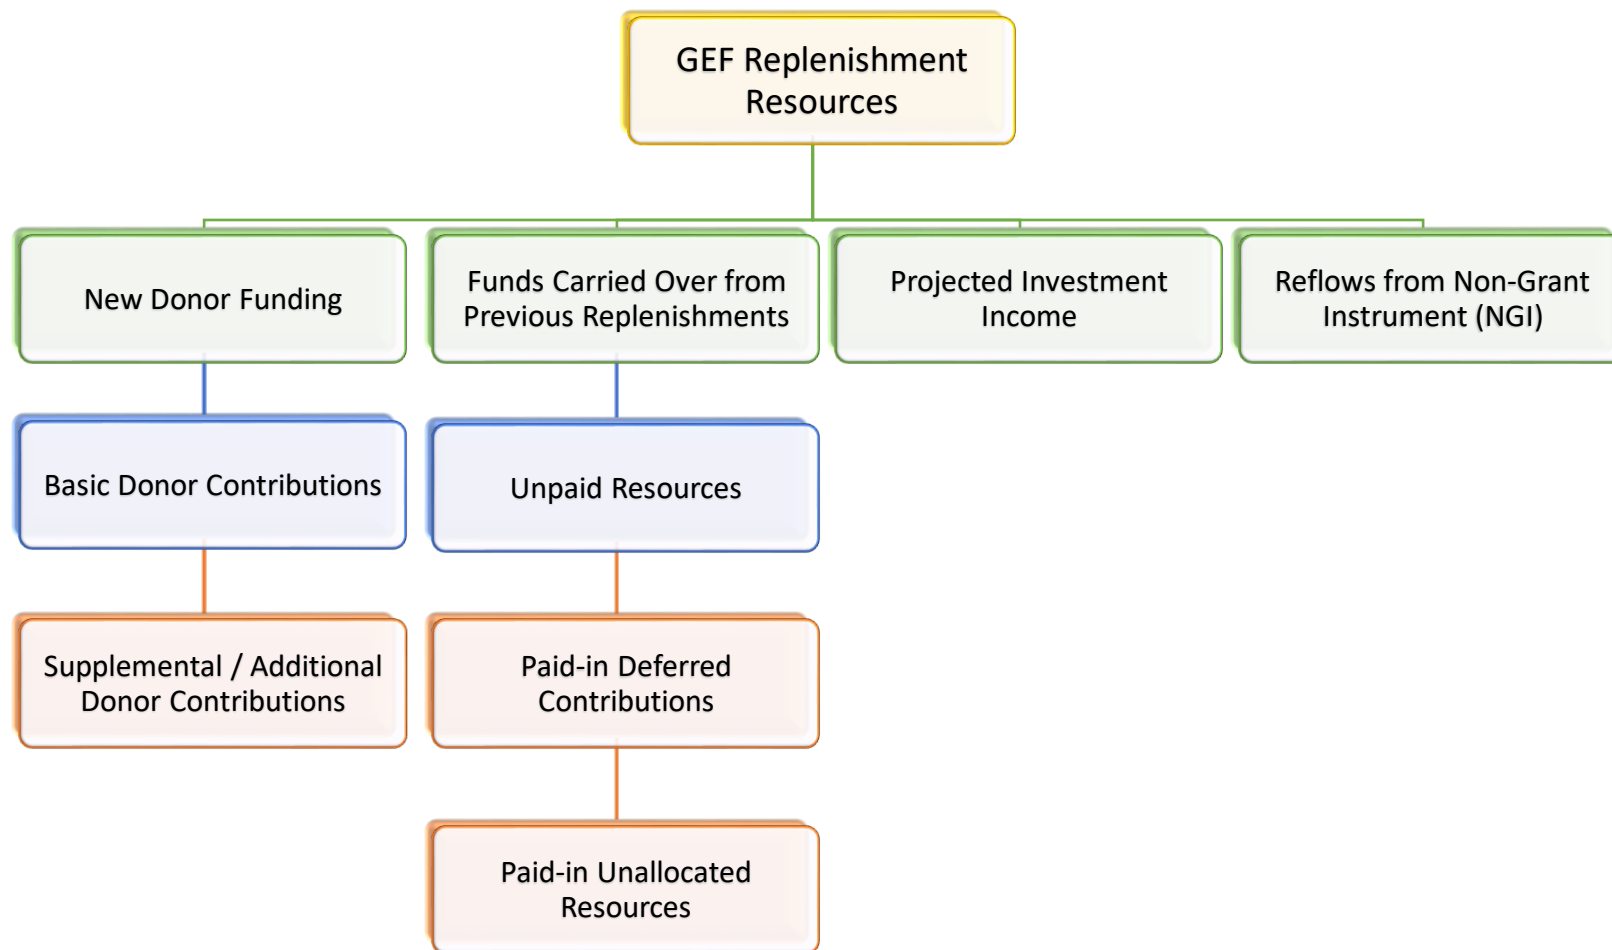 GEF Replenishment
Resources
New Donor Funding
Funds Carried Over from
Previous Replenishments
Projected Investment
Income
Reflows from Non-Grant
Instrument (NGI)
Basic Donor Contributions
Unpaid Resources
Supplemental / Additional
Donor Contributions
Paid-in Deferred
Contributions
Paid-in Unallocated
Resources